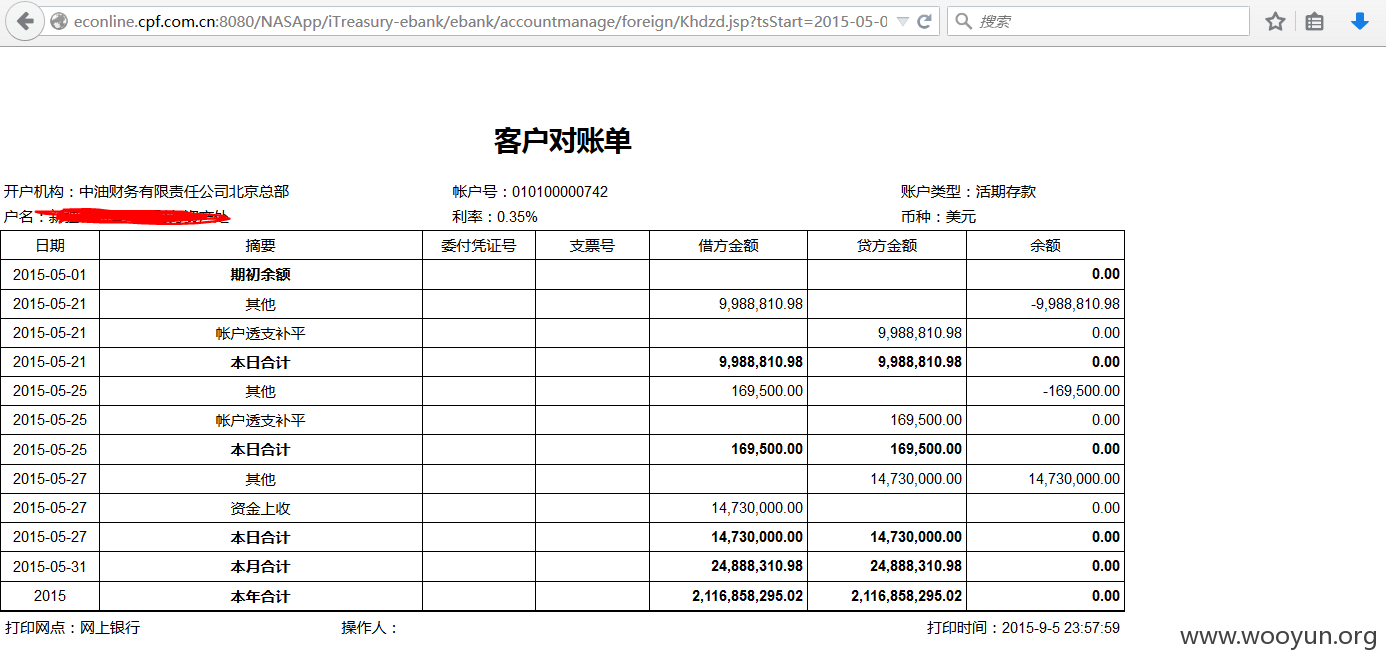 econline.cpf.com.cn:8080/NASApp/iTreasury-ebank/ebank/accountmanage/foreign/Khdzd.jsp?tsStart=2015-05-0 搜索
客户对账单
开户机构：中油财务有限责任公司北京总部 帐户号：010100000742 账户类型：活期存款
户名： 利率：0.35% 币种：美元
日期 摘要 委付凭证号 支票号 借方金额 贷方金额 余额
2015-05-01 期初余额 0.00
2015-05-21 其他 9,988,810.98 -9,988,810.98
2015-05-21 帐户透支补平 9,988,810.98 0.00
2015-05-21 本日合计 9,988,810.98 9,988,810.98 0.00
2015-05-25 其他 169,500.00 -169,500.00
2015-05-25 帐户透支补平 169,500.00 0.00
2015-05-25 本日合计 169,500.00 169,500.00 0.00
2015-05-27 其他 14,730,000.00 14,730,000.00
2015-05-27 资金上收 14,730,000.00 0.00
2015-05-27 本日合计 14,730,000.00 14,730,000.00 0.00
2015-05-31 本月合计 24,888,310.98 24,888,310.98 0.00
2015 本年合计 2,116,858,295.02 2,116,858,295.02 0.00
打印网点：网上银行 操作人： 打印时间：2015-9-5 23:57:59
www.wooyun.org